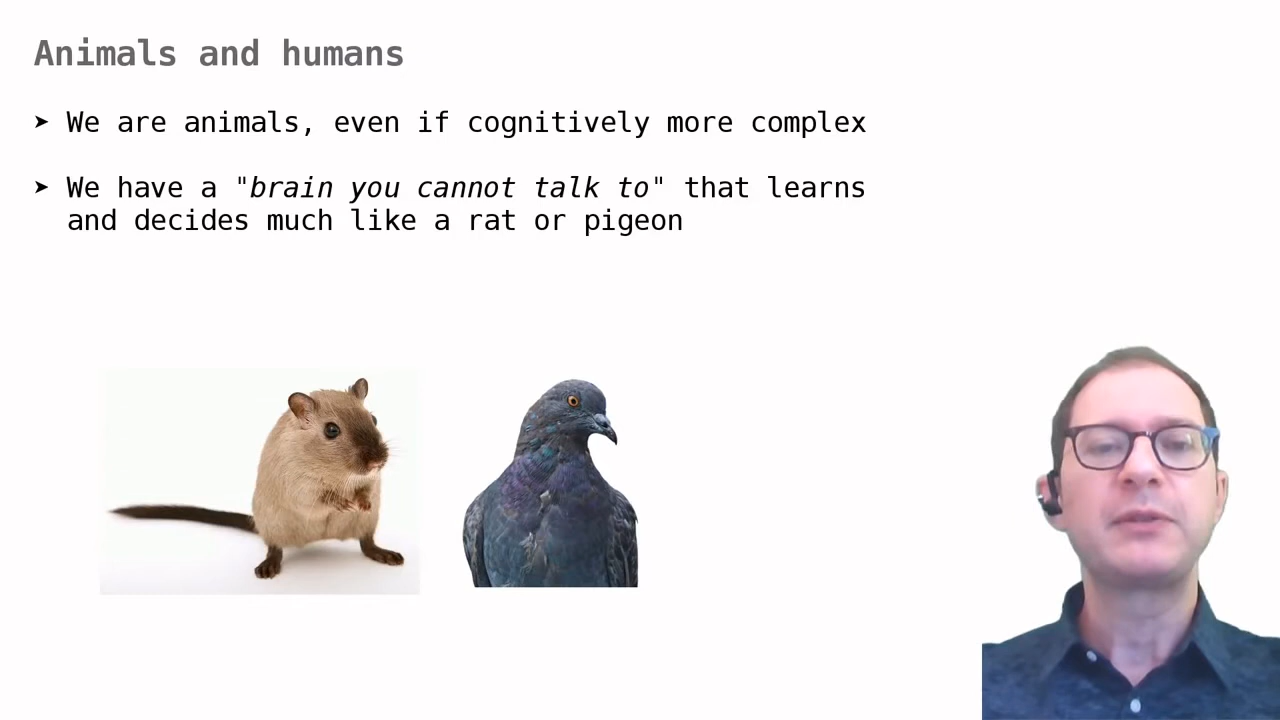 Animals and humans
➤ We are animals, even if cognitively more complex
➤ We have a "brain you cannot talk to" that learns
and decides much like a rat or pigeon